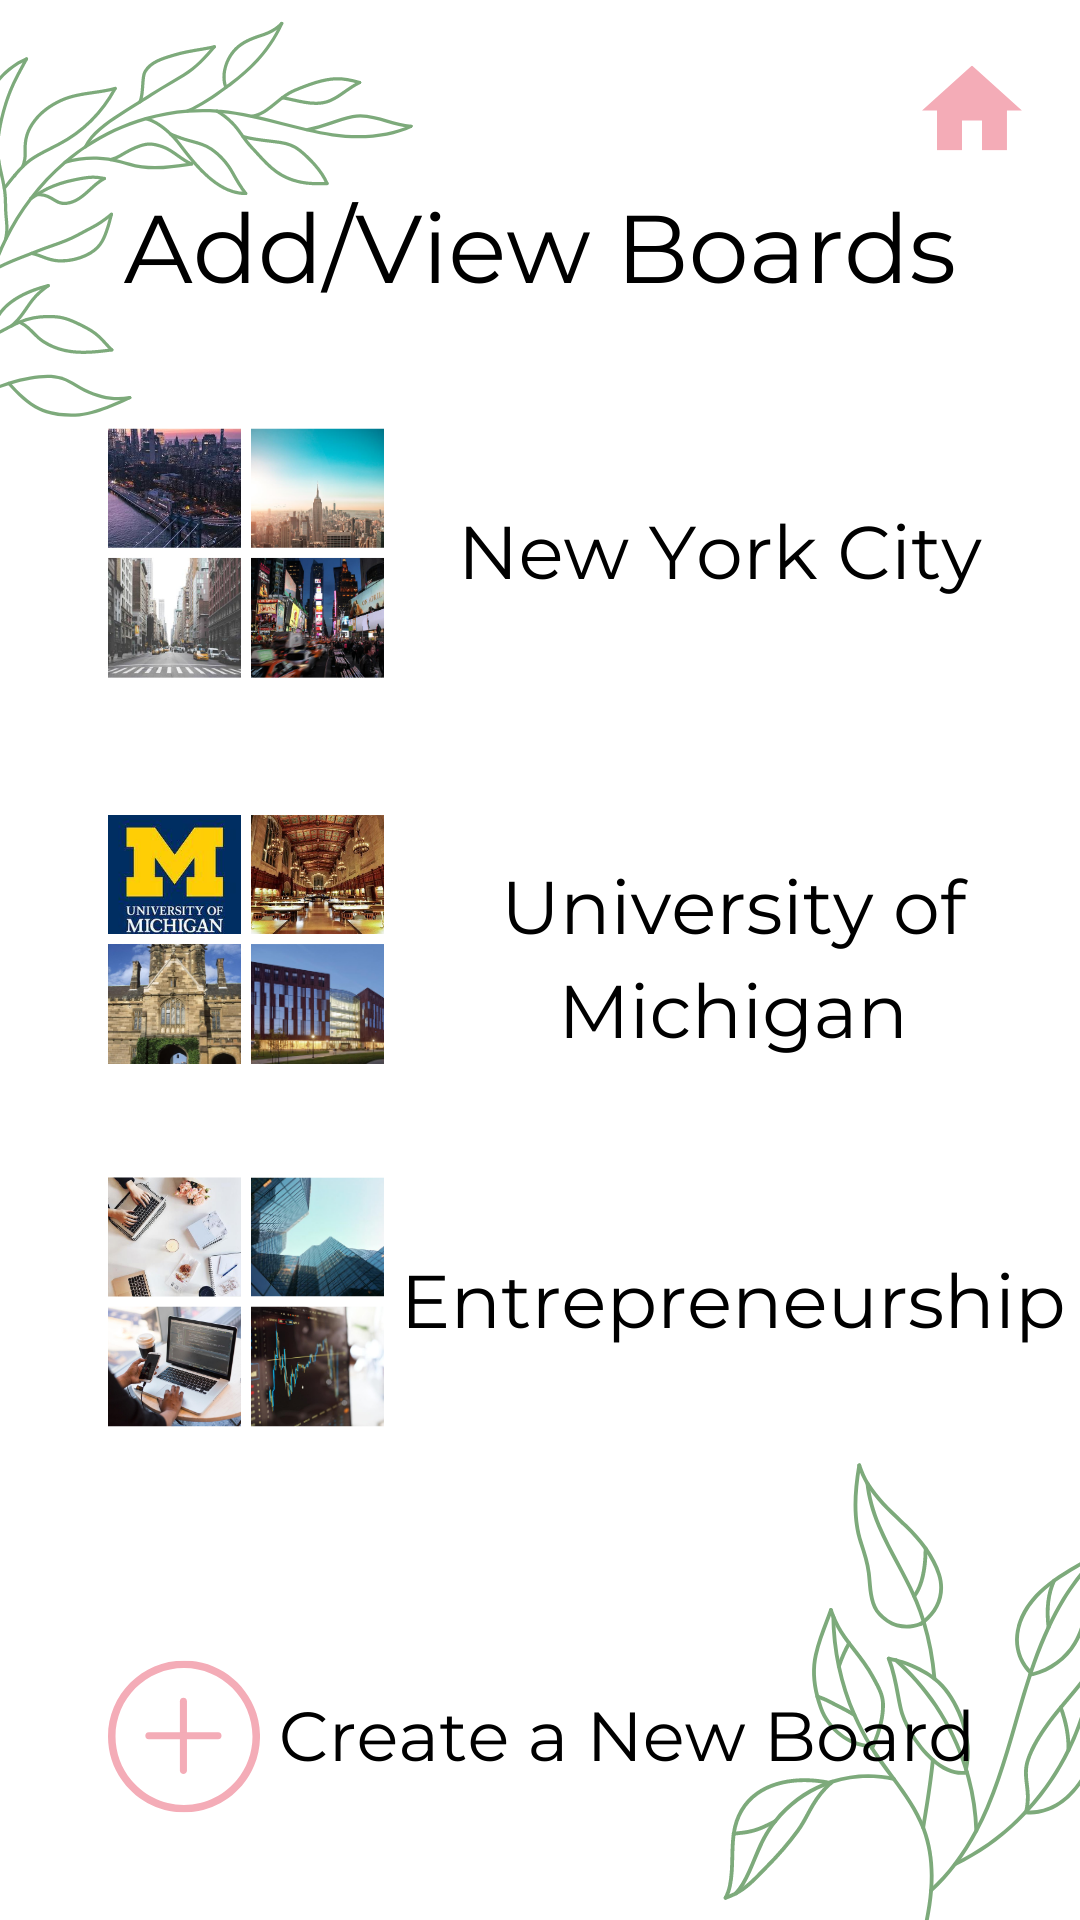 Add/View Boards
New York City
UNIVERSITY OF
MICHIGAN
University of
Michigan
Entrepreneurship
Create a New Board